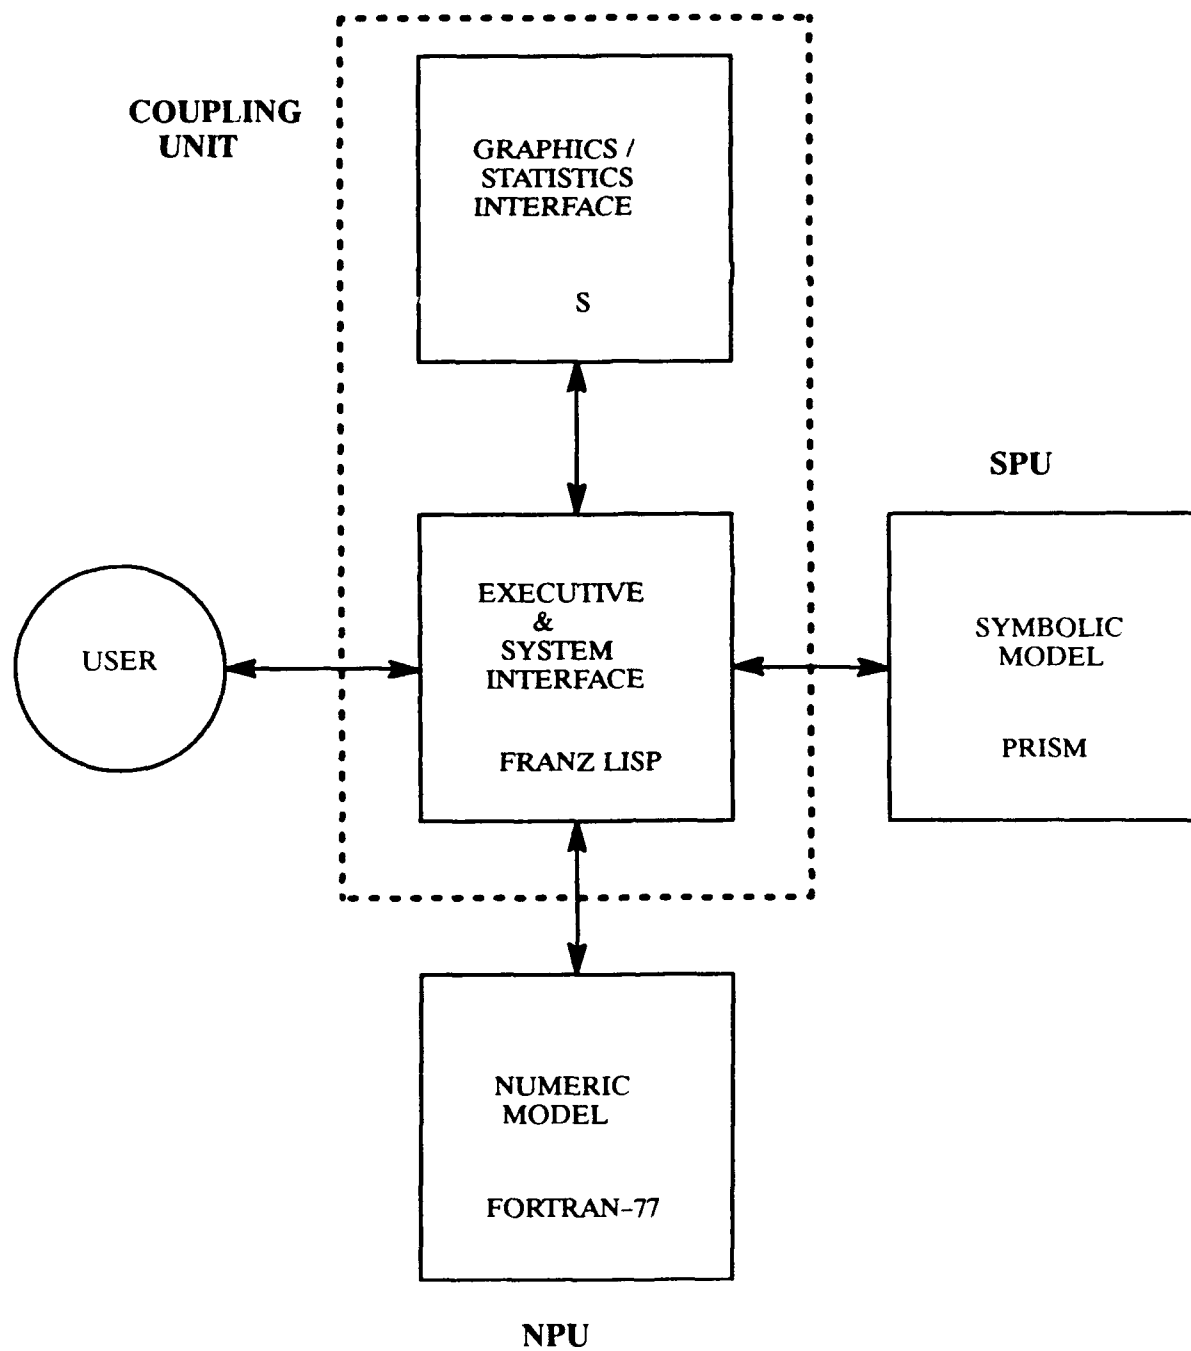 COUPLING
UNIT
GRAPHICS /
STATISTICS
INTERFACE
S
SPU
USER
EXECUTIVE
&
SYSTEM
INTERFACE
FRANZ LISP
SYMBOLIC
MODEL
PRISM
NUMERIC
MODEL
FORTRAN-77
NPU